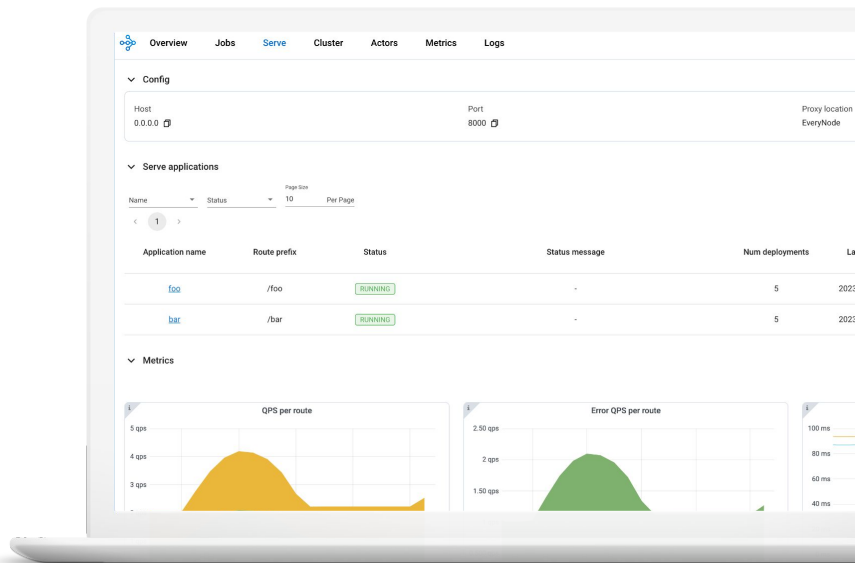 Overview Jobs Serve Cluster Actors Metrics Logs
Config
Host Port Proxy location
0.0.0.0 8000 EveryNode
Serve applications
Page Size
Name Status 10 Per Page
1
Application name Route prefix Status Status message Num deployments La
foo /foo RUNNING - 5 2023
bar /bar RUNNING - 5 2023
Metrics
i QPS per route i Error QPS per route i
5 qps 2.50 qps 100 ms
4 qps 2 qps 80 ms
3 qps 1.50 qps 60 ms
40 ms